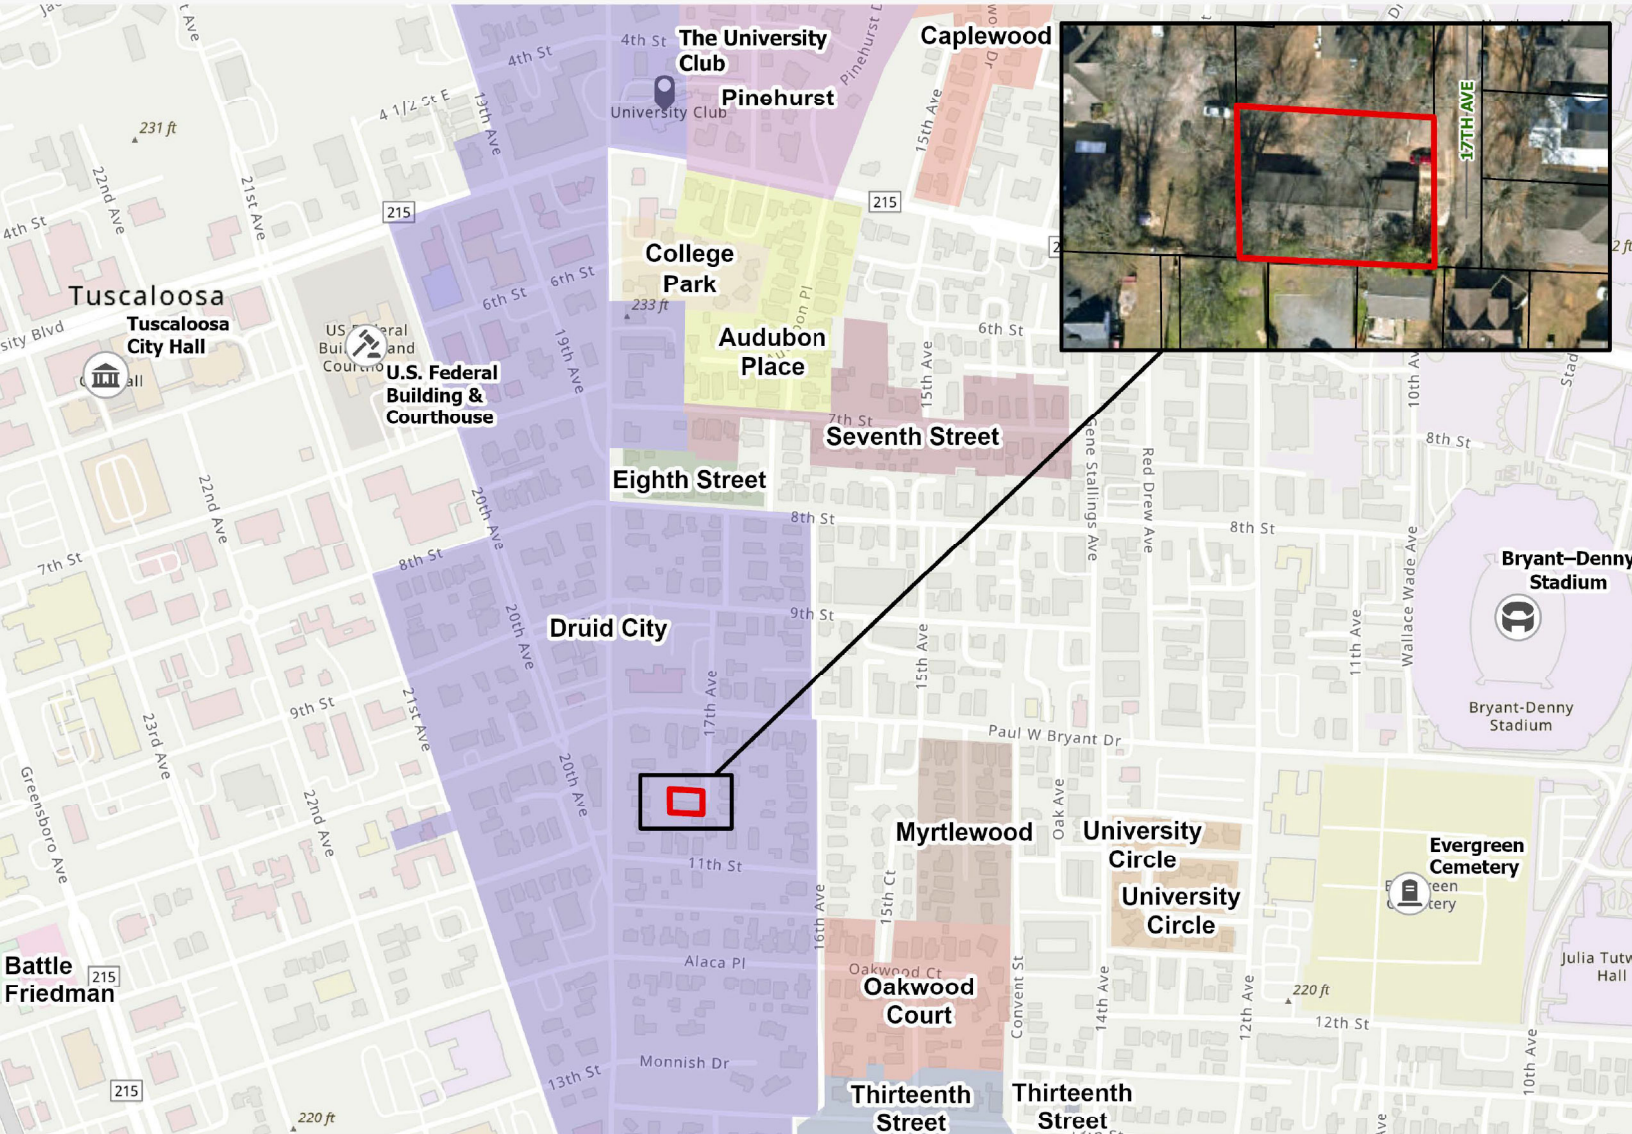 The University
Club
Caplewood
Pinehurst
University Club
4th St
4th St
4 1/2 St E
19th Ave
15th Ave
17TH AVE
231 ft
22nd Ave
21st Ave
4th St
215
215
College
Park
233 ft
6th St
6th St
6th St
19th Ave
Tuscaloosa
Tuscaloosa
City Hall
U.S. Federal
Building &
Courthouse
Audubon
Place
15th Ave
10th Ave
7th St
Seventh Street
Eighth Street
8th St
8th St
8th St
8th St
7th St
22nd Ave
20th Ave
Gene Stallings Ave
Red Drew Ave
Wallace Wade Ave
11th Ave
Bryant–Denny
Stadium
Bryant-Denny
Stadium
Druid City
9th St
9th St
20th Ave
15th Ave
17th Ave
21st Ave
23rd Ave
Paul W Bryant Dr
20th Ave
22nd Ave
Greensboro Ave
11th St
Myrtlewood
Oak Ave
University
Circle
University
Circle
Evergreen
Cemetery
16th Ave
15th Ct
Alaca Pl
Oakwood Ct
Oakwood
Court
Battle
Friedman
215
215
Convent St
14th Ave
12th Ave
220 ft
12th St
10th Ave
Hall
Monnish Dr
13th St
220 ft
Thirteenth
Street
Thirteenth
Street